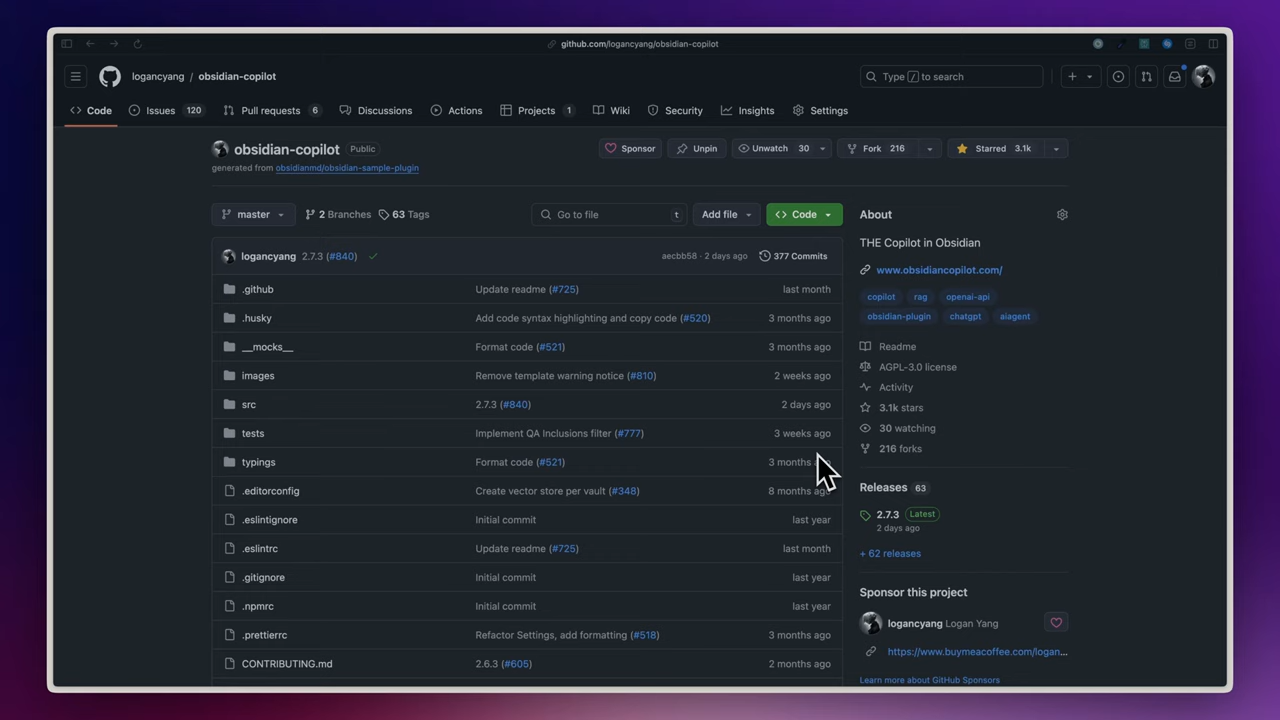 github.com/logancyang/obsidian-copilot
logancyang / obsidian-copilot
Type / to search
Code
Issues 120
Pull requests 6
Discussions
Actions
Projects 1
Wiki
Security
Insights
Settings
obsidian-copilot Public
Sponsor
Unpin
Unwatch 30
Fork 216
Starred 3.1k
generated from obsidianmd/obsidian-sample-plugin
master
2 Branches
63 Tags
Go to file t
Add file
Code
logancyang 2.7.3 (#840)
aecbb58 · 2 days ago
377 Commits
.github Update readme (#725) last month
.husky Add code syntax highlighting and copy code (#520) 3 months ago
__mocks__ Format code (#521) 3 months ago
images Remove template warning notice (#810) 2 weeks ago
src 2.7.3 (#840) 2 days ago
tests Implement QA Inclusions filter (#777) 3 weeks ago
typings Format code (#521) 3 months
.editorconfig Create vector store per vault (#348) 8 months ago
.eslintignore Initial commit last year
.eslintrc Update readme (#725) last month
.gitignore Initial commit last year
.npmrc Initial commit last year
.prettierrc Refactor Settings, add formatting (#518) 3 months ago
CONTRIBUTING.md 2.6.3 (#605) 2 months ago
About
THE Copilot in Obsidian
www.obsidiancopilot.com/
copilot rag openai-api
obsidian-plugin chatgpt aiagent
Readme
AGPL-3.0 license
Activity
3.1k stars
30 watching
216 forks
Releases 63
2.7.3 Latest
2 days ago
+ 62 releases
Sponsor this project
logancyang Logan Yang
https://www.buymeacoffee.com/logan...
Learn more about GitHub Sponsors